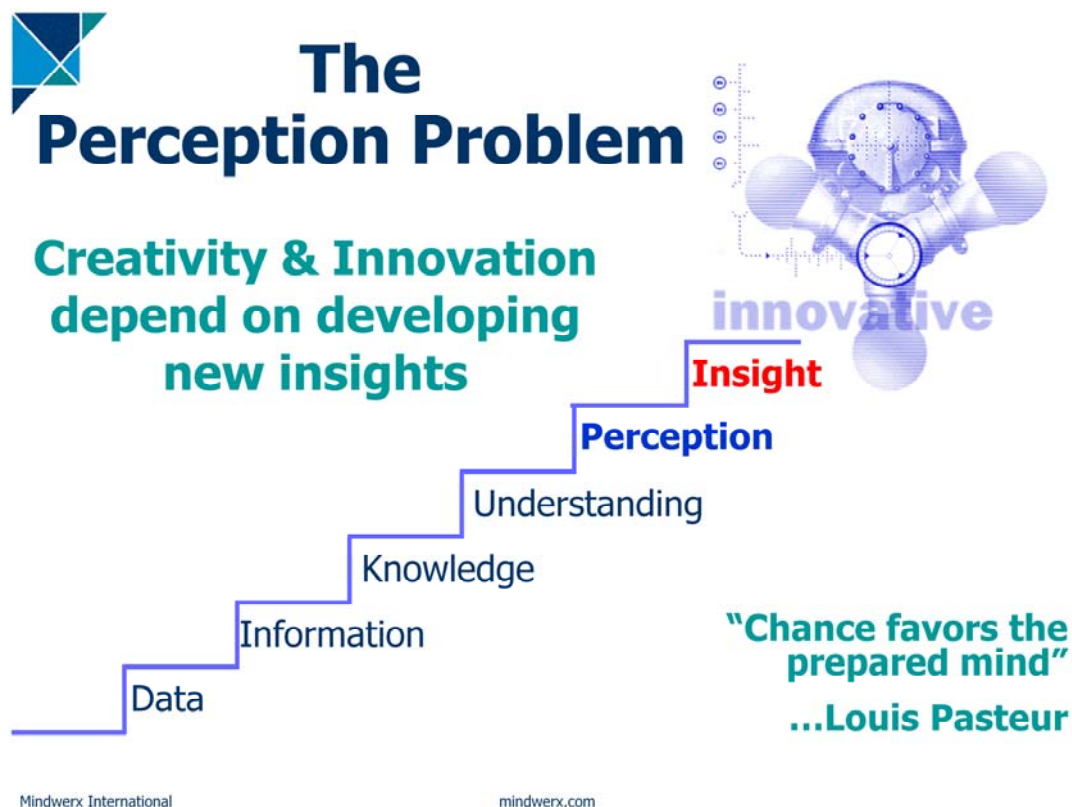 The
Perception Problem
Creativity & Innovation
depend on developing
new insights
innovative
Insight
Perception
Understanding
Knowledge
Information
Data
“Chance favors the
prepared mind”
...Louis Pasteur
Mindwerx International
mindwerx.com